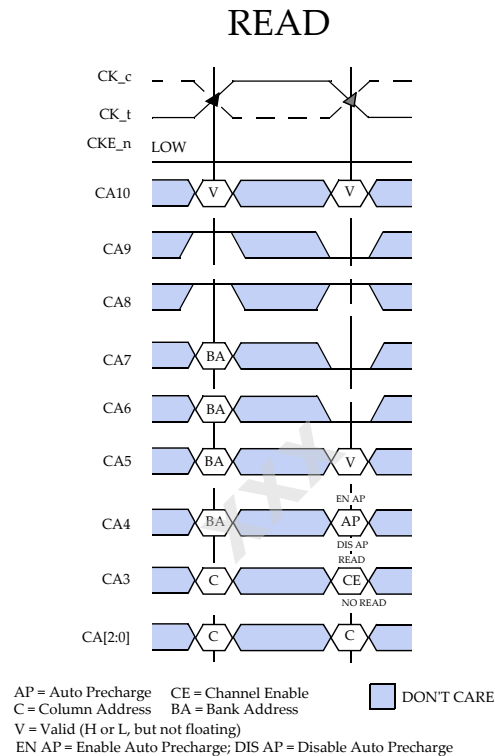 READ
CK_c
CK_t
CKE_n LOW
CA10 V V
CA9
CA8
CA7 BA
CA6 BA
CA5 BA V
EN AP
CA4 BA AP
DIS AP
READ
CA3 C CE
NO READ
CA[2:0] C C
XXX
AP = Auto Precharge CE = Channel Enable
C = Column Address BA = Bank Address
DON'T CARE
V = Valid (H or L, but not floating)
EN AP = Enable Auto Precharge; DIS AP = Disable Auto Precharge